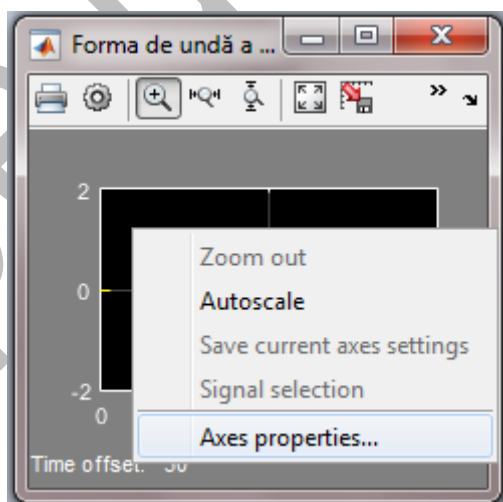 Forma de undă a ...
2
0
-2
0
Zoom out
Autoscale
Save current axes settings
Signal selection
Axes properties...
Time offset: